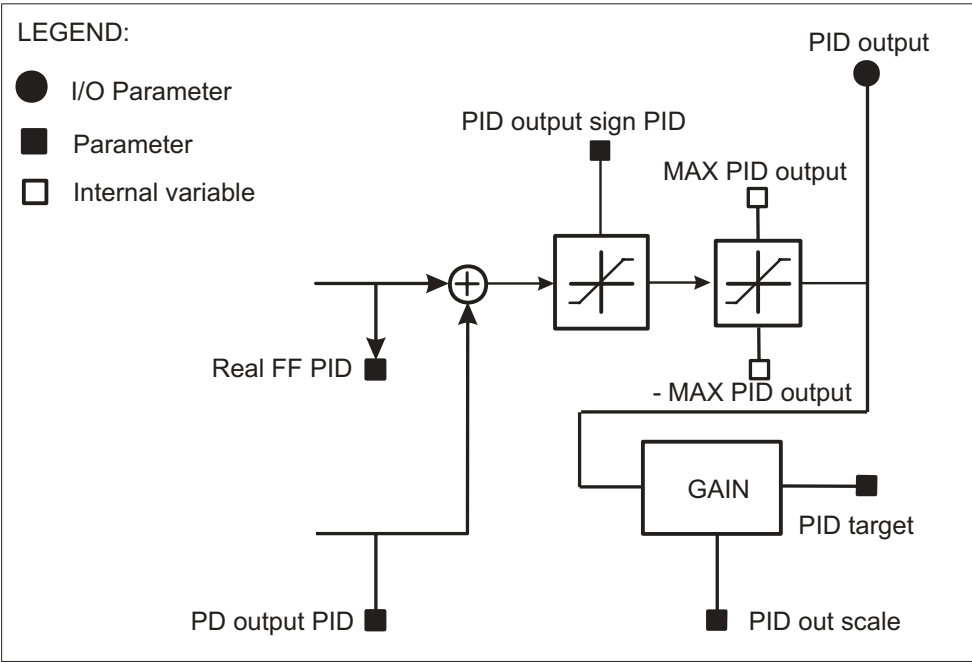 LEGEND:
I/O Parameter
Parameter
Internal variable
PID output
PID output sign PID
MAX PID output
Real FF PID
- MAX PID output
GAIN
PID target
PD output PID
PID out scale